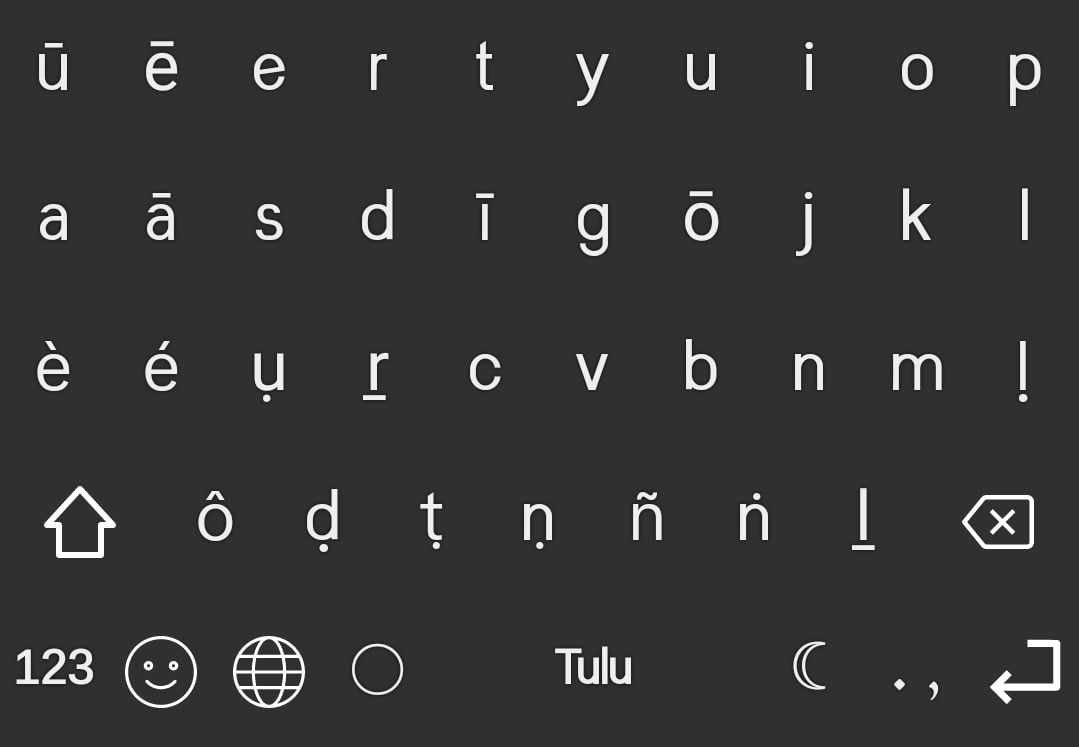 ū ē e r t y u i o p
a ā s d ī g ō j k l
è é ụ ṟ c v b n m ḷ
ô ḍ ṭ ṇ ñ ṅ ḻ
123 Tulu . ,